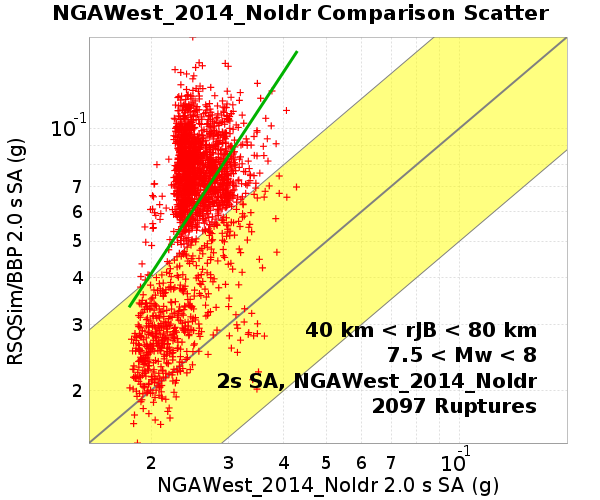 NGAWest_2014_NoIdr Comparison Scatter
RSQSim/BBP 2.0 s SA (g)
10-1
7
6
5
4
3
2
40 km < rJB < 80 km
7.5 < Mw < 8
2s SA, NGAWest_2014_NoIdr
2097 Ruptures
2 3 4 5 6 7 10-1
NGAWest_2014_NoIdr 2.0 s SA (g)